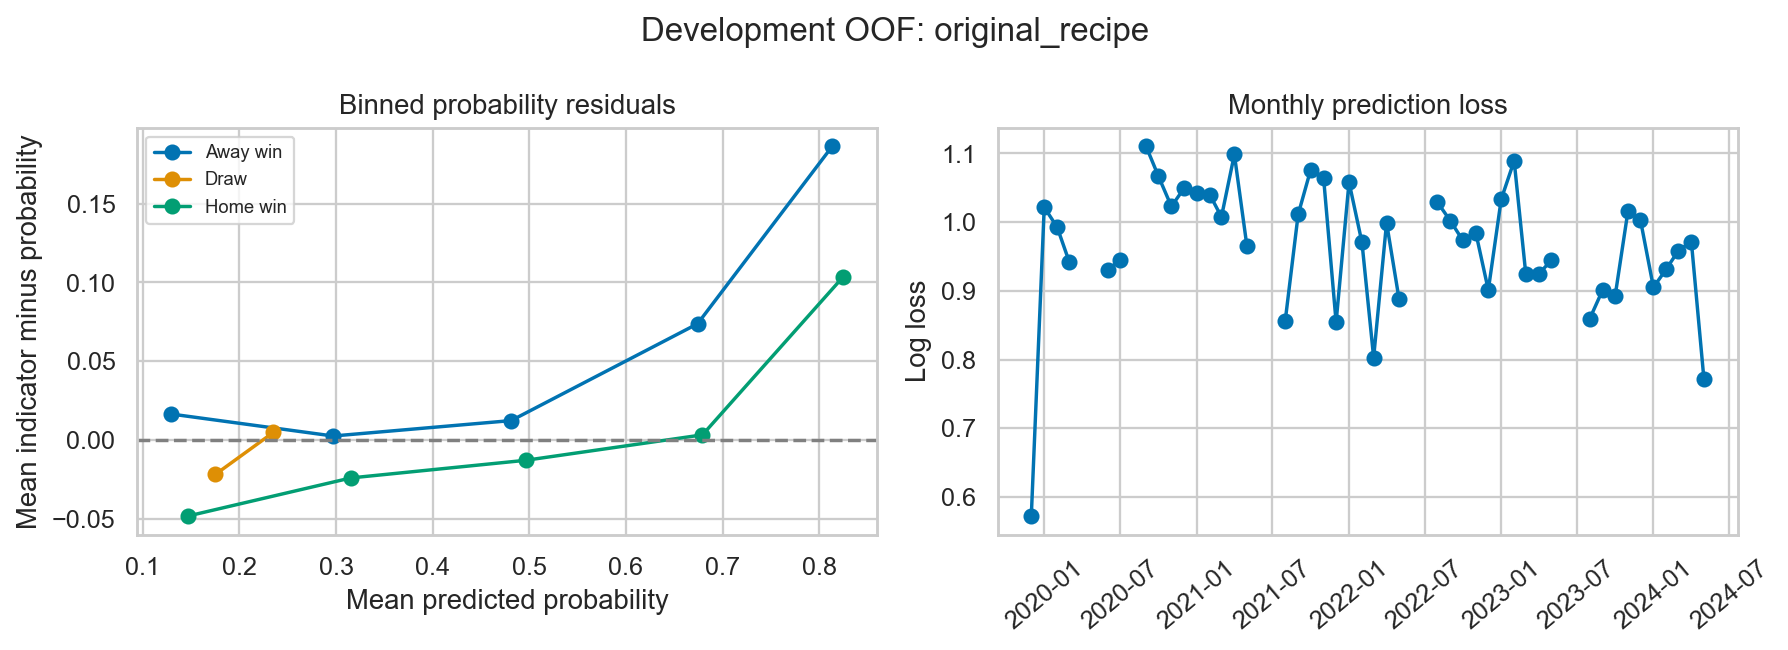 Development OOF: original_recipe
Binned probability residuals
Mean indicator minus probability
Away win
Draw
Home win
0.15
0.10
0.05
0.00
−0.05
0.1 0.2 0.3 0.4 0.5 0.6 0.7 0.8
Mean predicted probability
Monthly prediction loss
Log loss
1.1
1.0
0.9
0.8
0.7
0.6
2020-01 2020-07 2021-01 2021-07 2022-01 2022-07 2023-01 2023-07 2024-01 2024-07